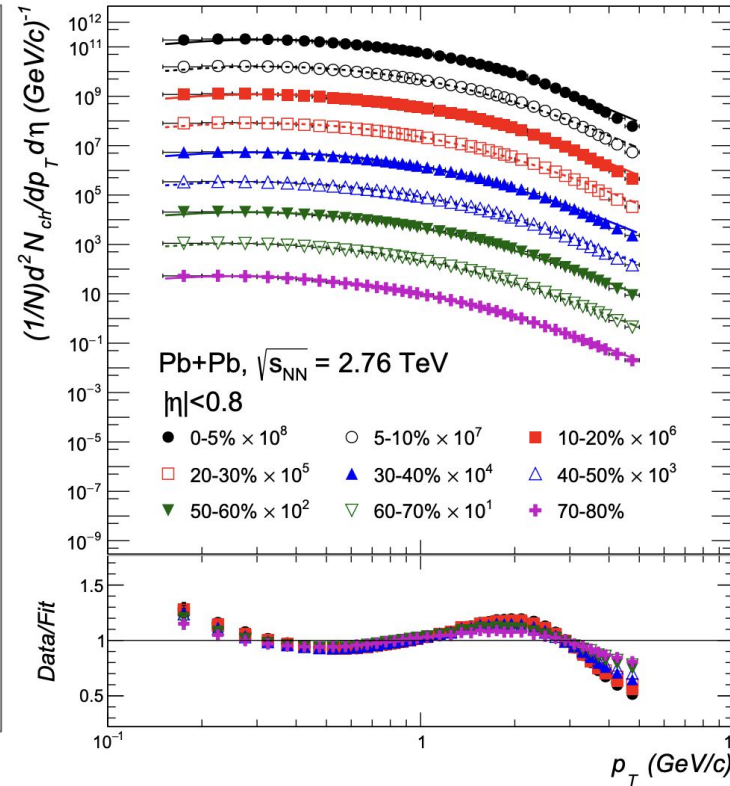 (1/N)d² N_ch/dp_T dη (GeV/c)⁻¹
10¹²
10¹¹
10⁹
10⁷
10⁵
10³
10
10⁻¹
10⁻³
10⁻⁵
10⁻⁷
10⁻⁹
Pb+Pb, √s_NN = 2.76 TeV
|η|<0.8
0-5% × 10⁸ 5-10% × 10⁷ 10-20% × 10⁶
20-30% × 10⁵ 30-40% × 10⁴ 40-50% × 10³
50-60% × 10² 60-70% × 10¹ 70-80%
Data/Fit
1.5
1
0.5
10⁻¹ 1
p_T (GeV/c)